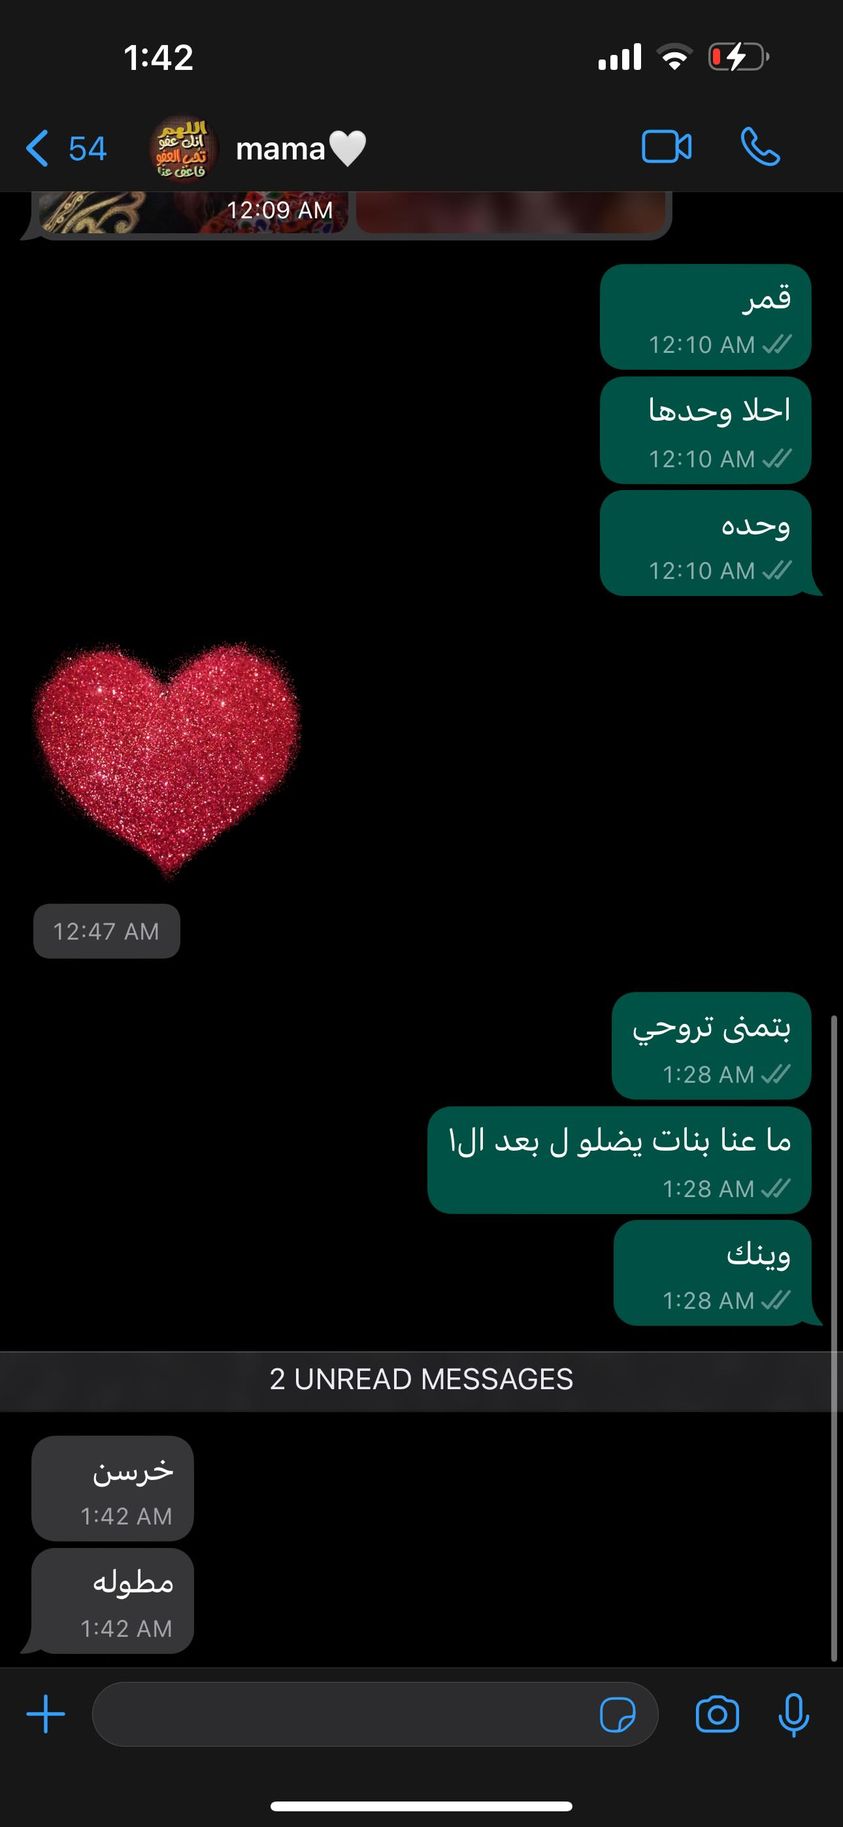 1:42
54
اللهم
انك عفو
تحب العفو
فاعف عنا
mama🤍
12:09 AM
قمر
12:10 AM
احلا وحدها
12:10 AM
وحده
12:10 AM
12:47 AM
بتمنى تروحي
1:28 AM
ما عنا بنات يضلو ل بعد ال١
1:28 AM
وينك
1:28 AM
2 UNREAD MESSAGES
خرسن
1:42 AM
مطوله
1:42 AM